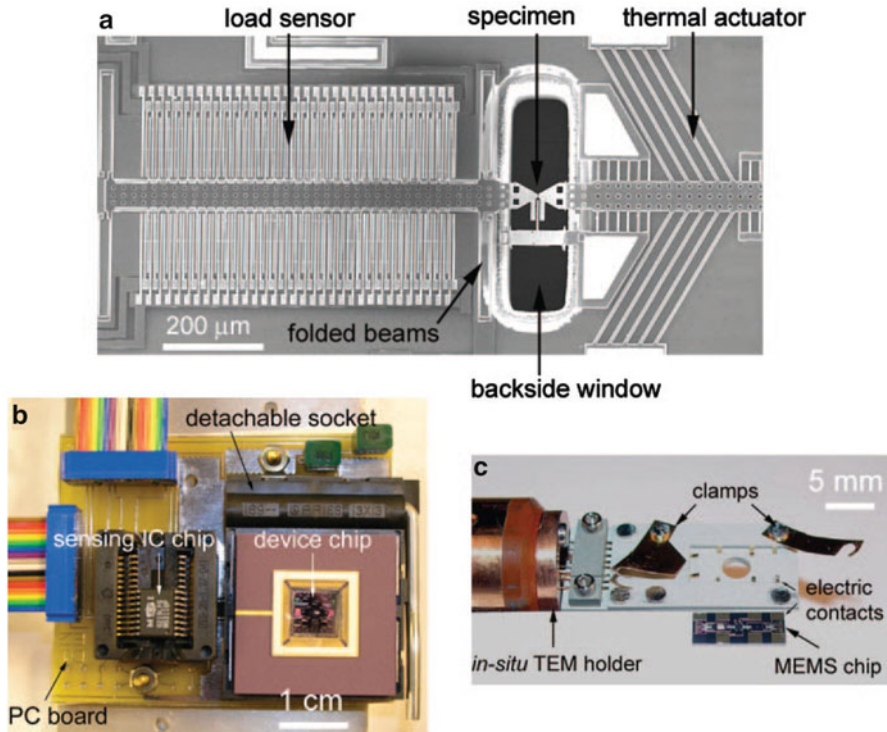 a
load sensor
specimen
thermal actuator
200 μm
folded beams
backside window
b
detachable socket
sensing IC chip
device chip
1 cm
PC board
c
5 mm
clamps
electric
contacts
in-situ TEM holder
MEMS chip